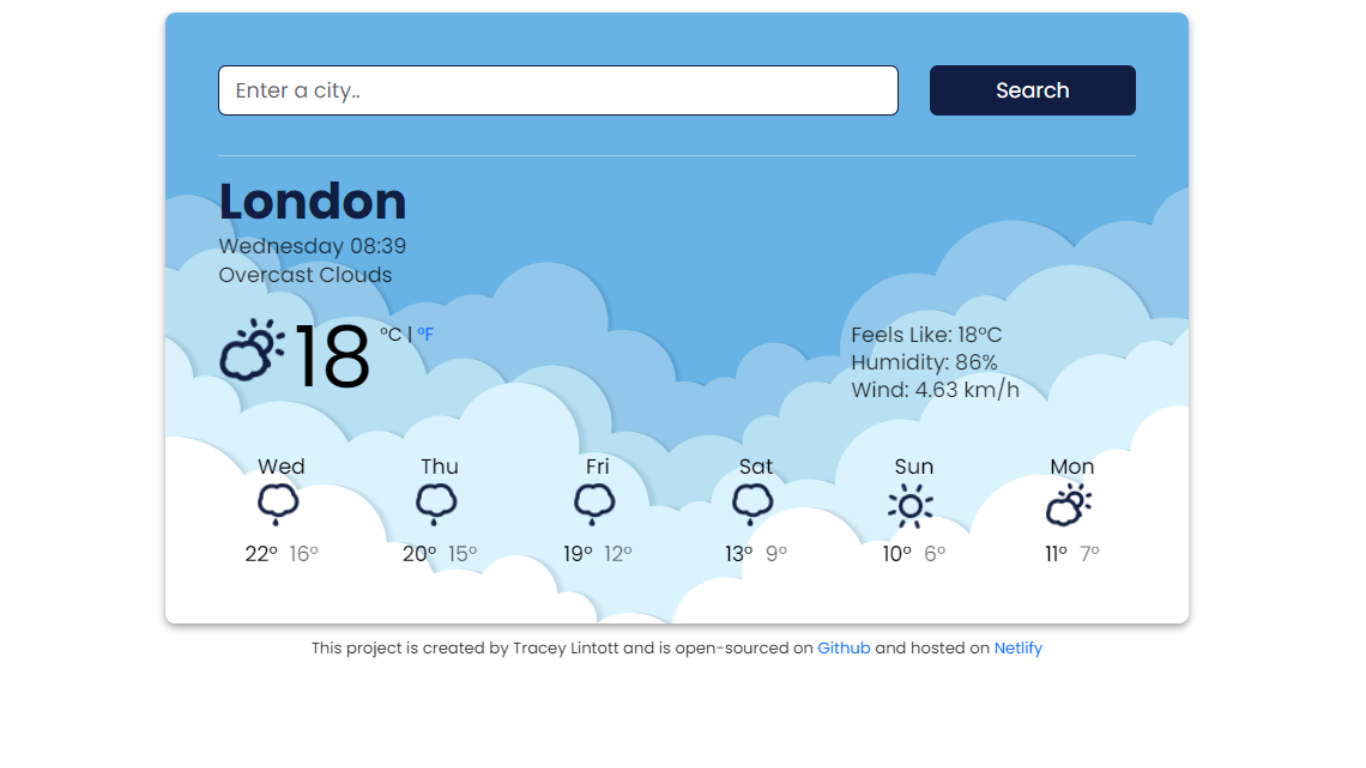 Enter a city..
Search
London
Wednesday 08:39
Overcast Clouds
18 °C | °F
Feels Like: 18°C
Humidity: 86%
Wind: 4.63 km/h
Wed Thu Fri Sat Sun Mon
22° 16° 20° 15° 19° 12° 13° 9° 10° 6° 11° 7°
This project is created by Tracey Lintott and is open-sourced on Github and hosted on Netlify